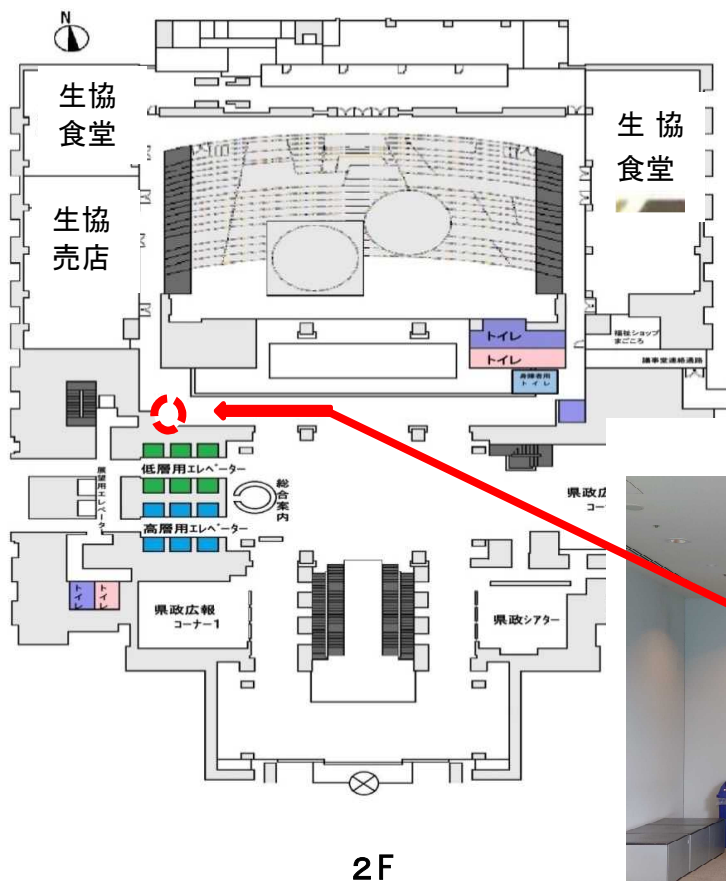 N
生協
食堂
生 協
食堂
生協
売店
トイレ
トイレ
身障者用
トイレ
福祉ショップ
まごころ
議事堂連絡通路
低層用エレベーター
展望用エレベータ
総合案内
高層用エレベーター
県政広
コー
トイレ
トイレ
県政広報
コーナー1
県政シアター
2F